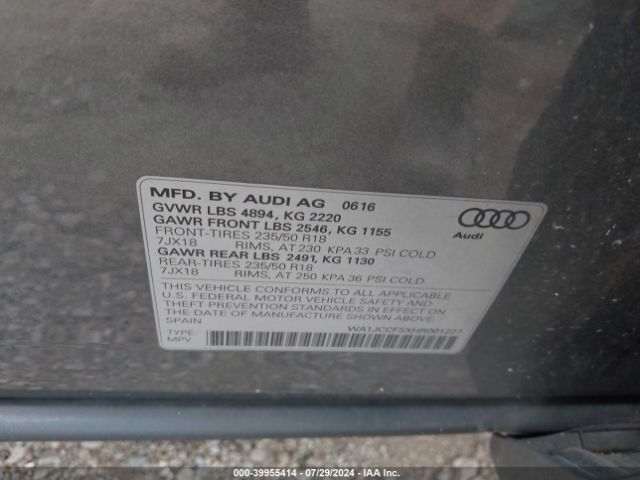 MFD. BY AUDI AG 0616
GVWR LBS 4894, KG 2220
GAWR FRONT LBS 2546, KG 1155
FRONT-TIRES 235/50 R18
7JX18 RIMS, AT 230 KPA 33 PSI COLD
GAWR REAR LBS 2491, KG 1130
REAR-TIRES 235/50 R18
7JX18 RIMS, AT 250 KPA 36 PSI COLD
THIS VEHICLE CONFORMS TO ALL APPLICABLE
U.S. FEDERAL MOTOR VEHICLE SAFETY AND
THEFT PREVENTION STANDARDS IN EFFECT ON
THE DATE OF MANUFACTURE SHOWN ABOVE.
SPAIN
WA1JCCFSXHR001227
TYPE:
MPV
Audi
000-39955414 | 07/29/2024 | IAA Inc.